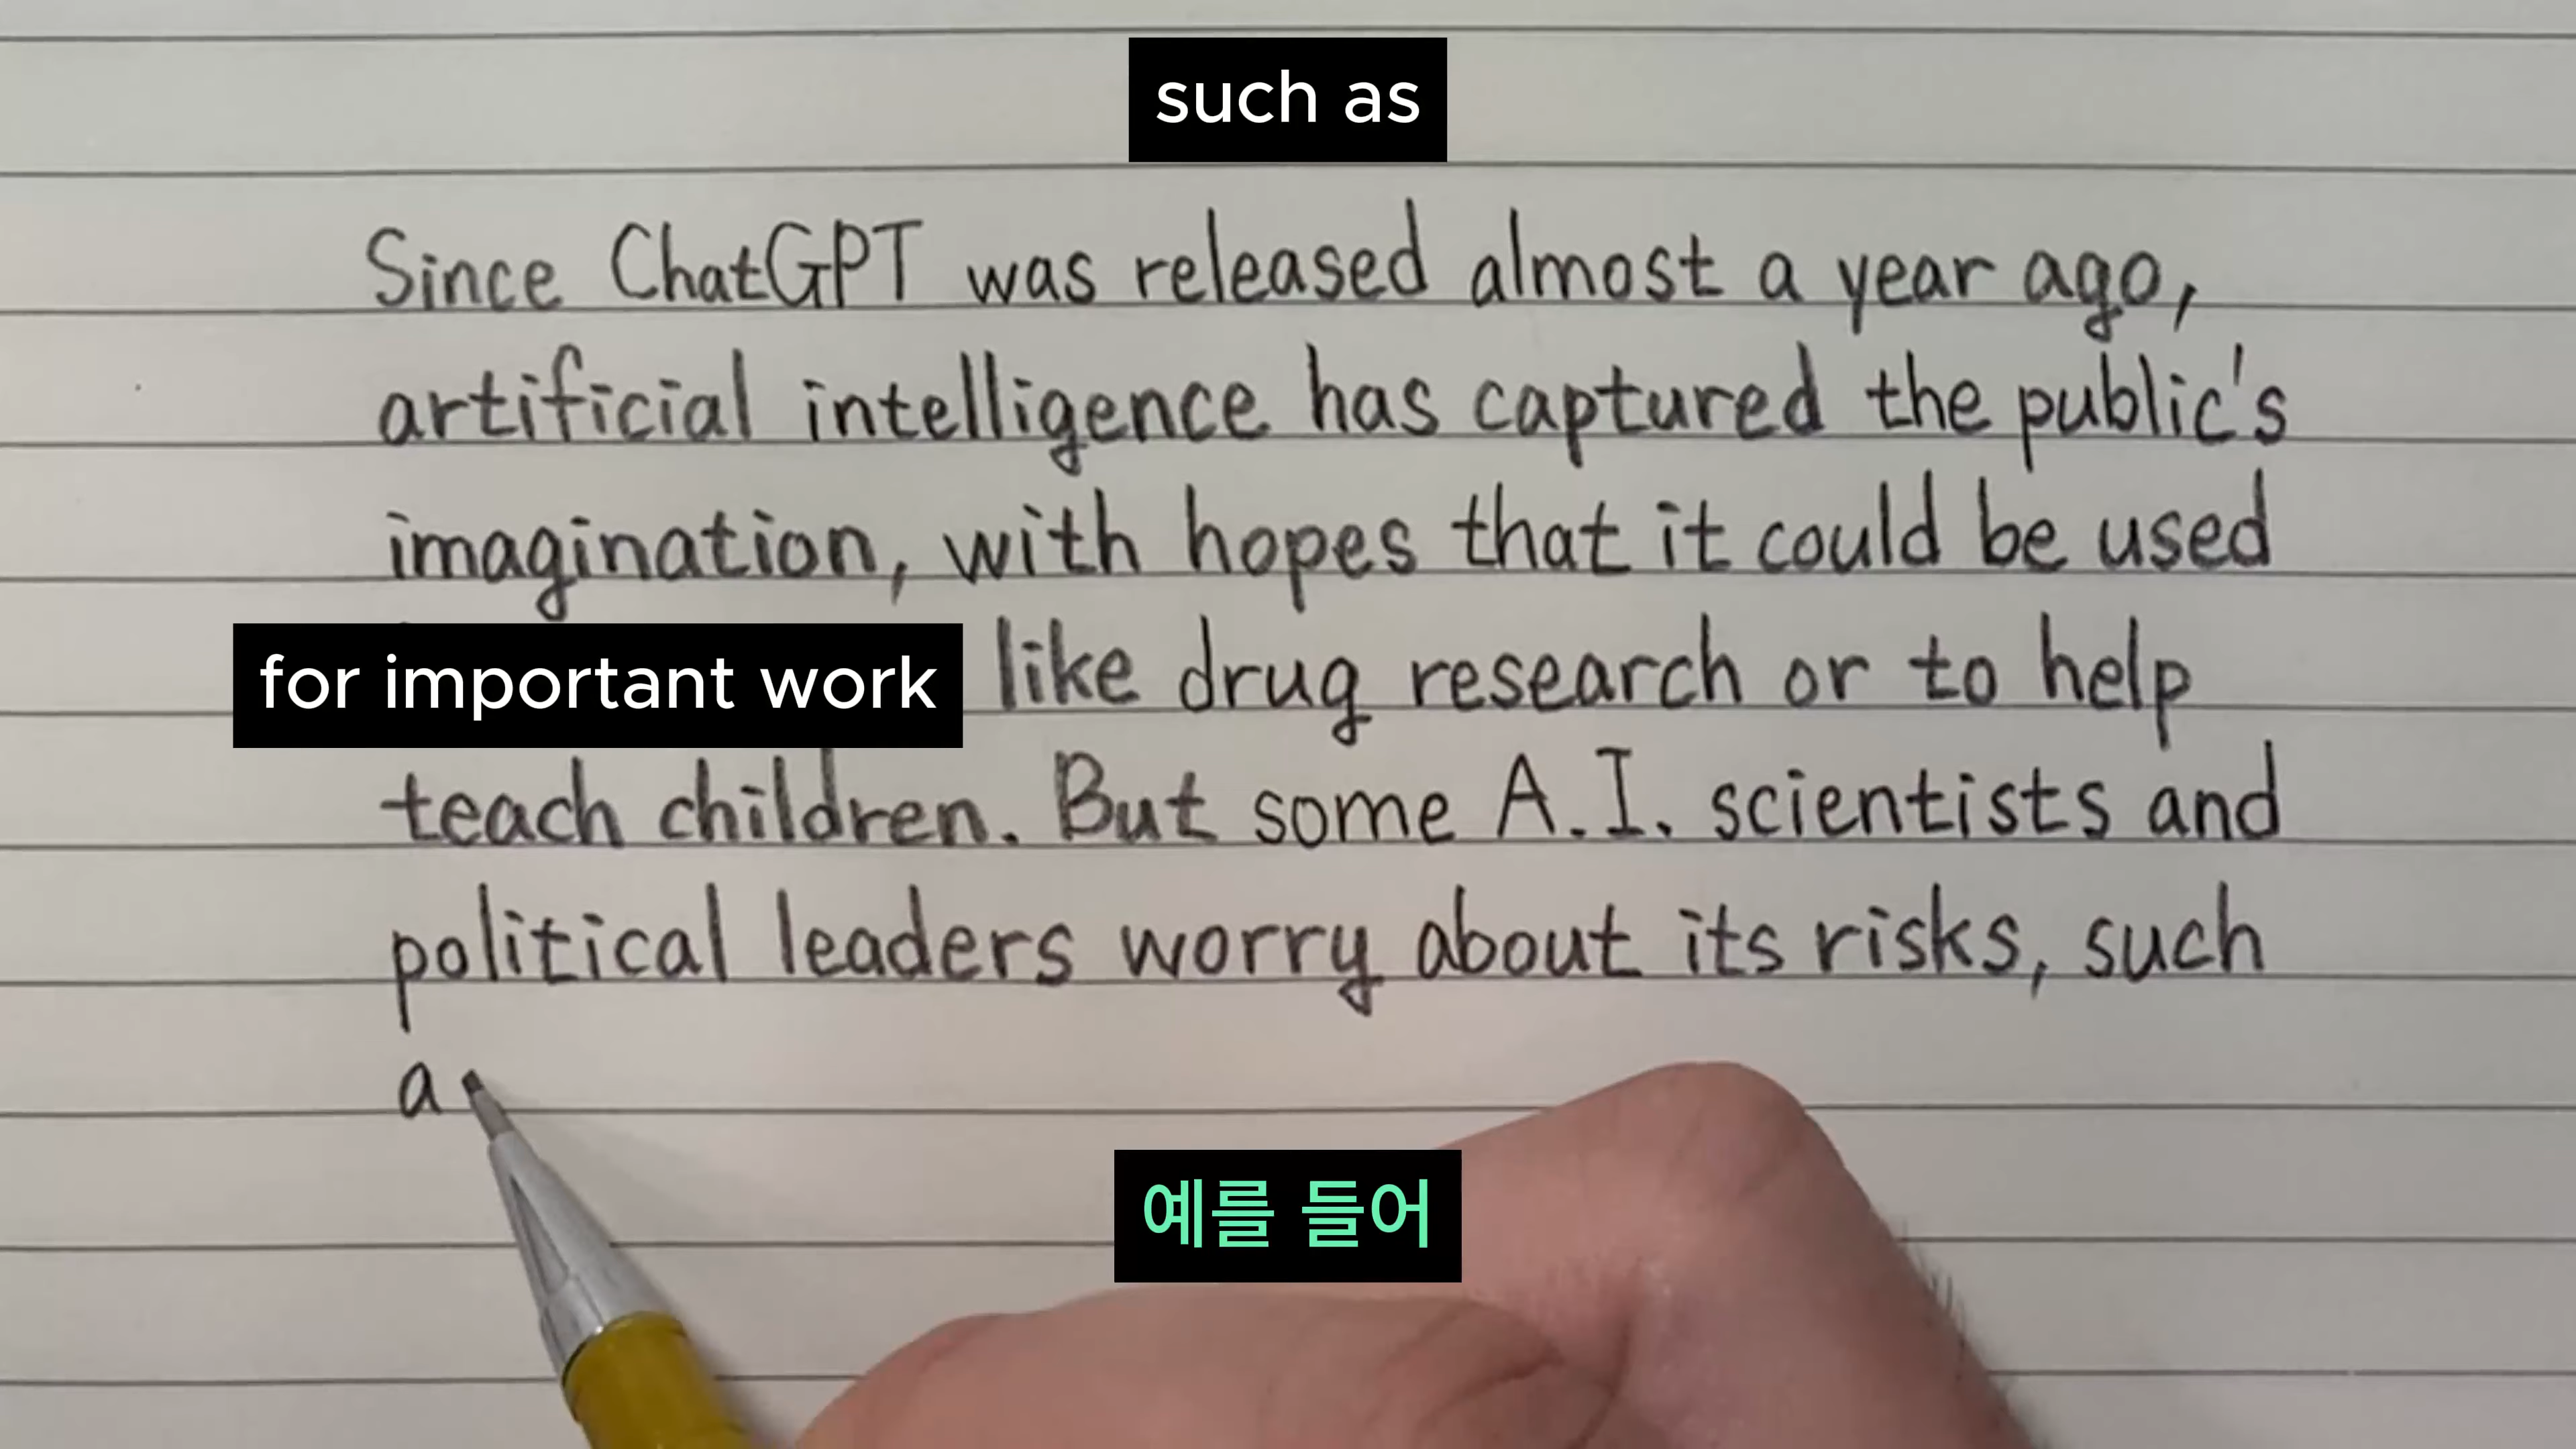 such as
Since ChatGPT was released almost a year ago,
artificial intelligence has captured the public's
imagination, with hopes that it could be used
for important work like drug research or to help
teach children. But some A.I. scientists and
political leaders worry about its risks, such
a
예를 들어